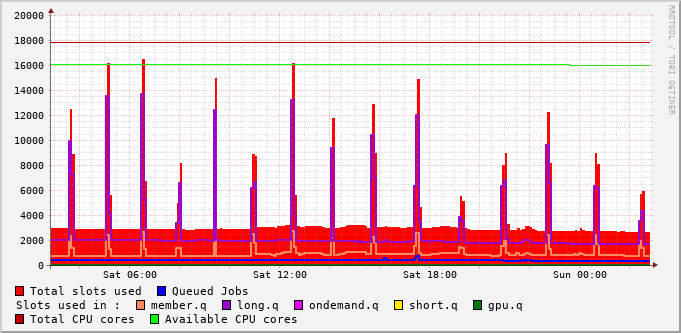 20000
18000
16000
14000
12000
10000
8000
6000
4000
2000
0
Sat 06:00 Sat 12:00 Sat 18:00 Sun 00:00
Total slots used Queued Jobs
Slots used in : member.q long.q ondemand.q short.q gpu.q
Total CPU cores Available CPU cores
RRDTOOL / TOBI OETIKER